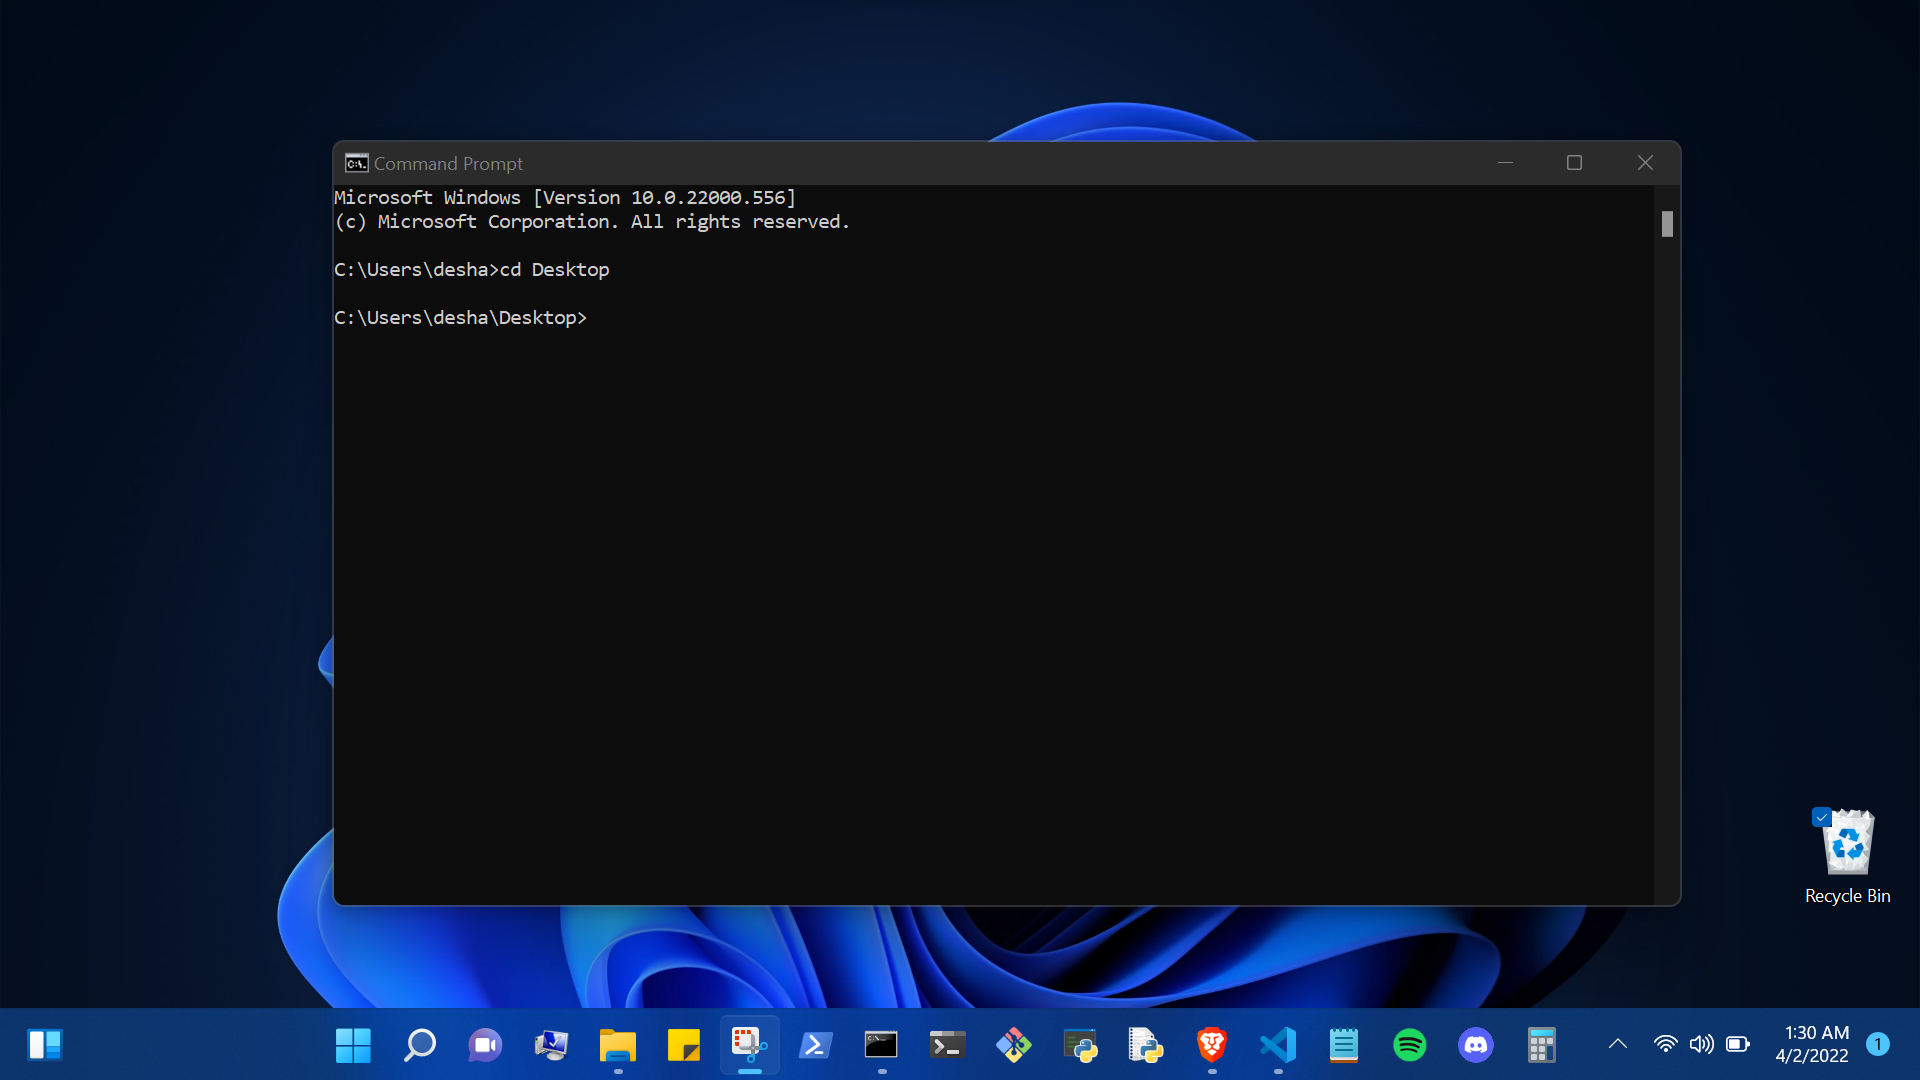 Command Prompt
Microsoft Windows [Version 10.0.22000.556]
(c) Microsoft Corporation. All rights reserved.
C:\Users\desha>cd Desktop
C:\Users\desha\Desktop>
Recycle Bin
1:30 AM
4/2/2022
1